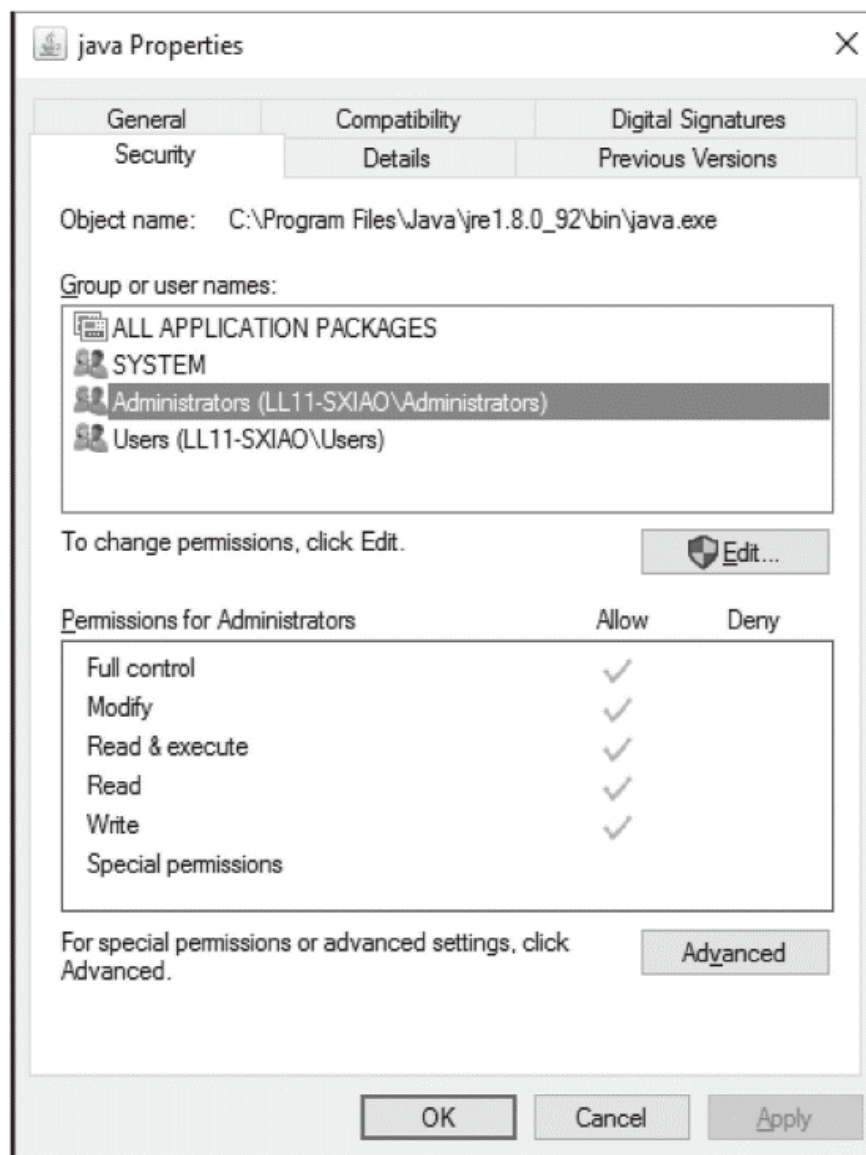 java Properties
General Compatibility Digital Signatures
Security Details Previous Versions
Object name: C:\Program Files\Java\jre1.8.0_92\bin\java.exe
Group or user names:
ALL APPLICATION PACKAGES
SYSTEM
Administrators (LL11-SXIAO\Administrators)
Users (LL11-SXIAO\Users)
To change permissions, click Edit.
Edit...
Permissions for Administrators Allow Deny
Full control
Modify
Read & execute
Read
Write
Special permissions
For special permissions or advanced settings, click
Advanced.
Advanced
OK Cancel Apply